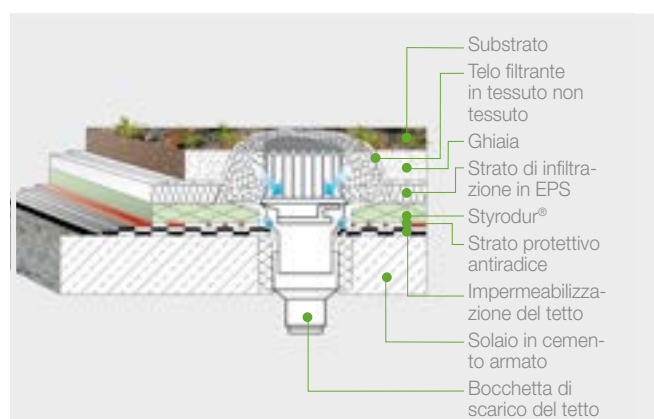 Substrato
Telo filtrante
in tessuto non
tessuto
Ghiaia
Strato di infiltra-
zione in EPS
Styrodur®
Strato protettivo
antiradice
Impermeabilizza-
zione del tetto
Solaio in cemen-
to armato
Bocchetta di
scarico del tetto